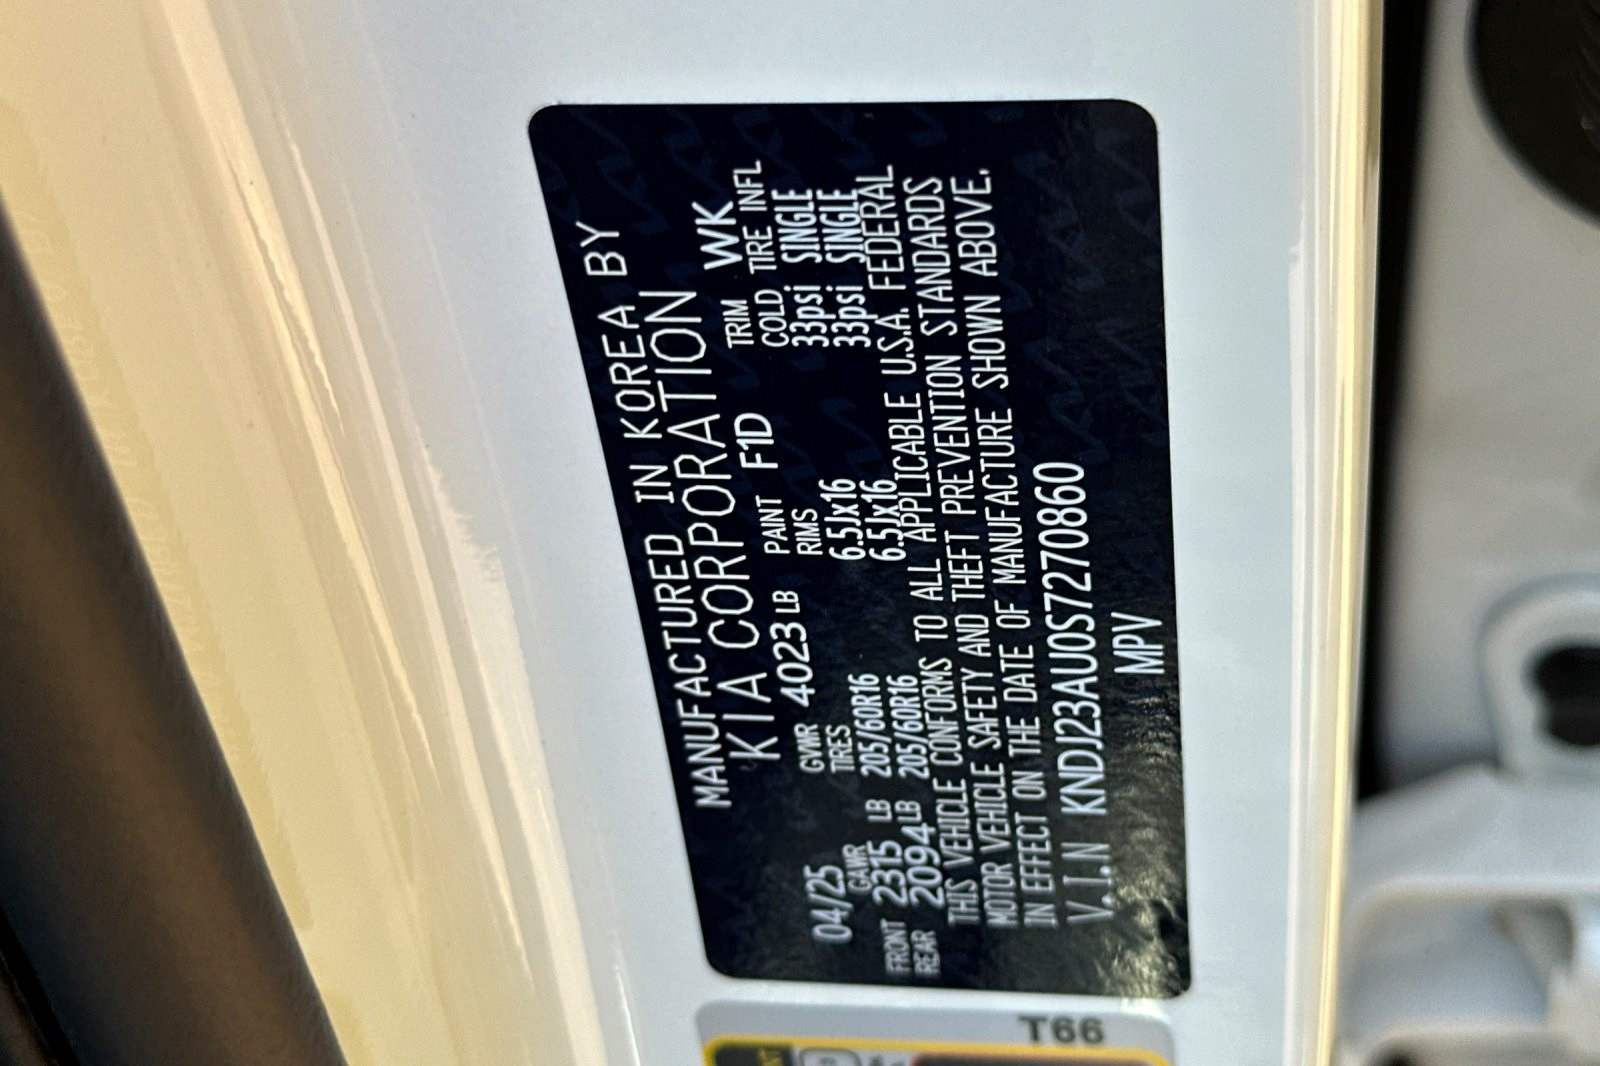 MANUFACTURED IN KOREA BY
KIA CORPORATION
04/25 GVWR 4023 LB PAINT F1D TRIM WK
GAWR TIRES RIMS COLD TIRE INFL
FRONT 2315 LB 205/60R16 6.5Jx16 33psi SINGLE
REAR 2094 LB 205/60R16 6.5Jx16 33psi SINGLE
THIS VEHICLE CONFORMS TO ALL APPLICABLE U.S.A. FEDERAL
MOTOR VEHICLE SAFETY AND THEFT PREVENTION STANDARDS
IN EFFECT ON THE DATE OF MANUFACTURE SHOWN ABOVE.
V.I.N KNDJ23AU0S7270860
MPV
T66